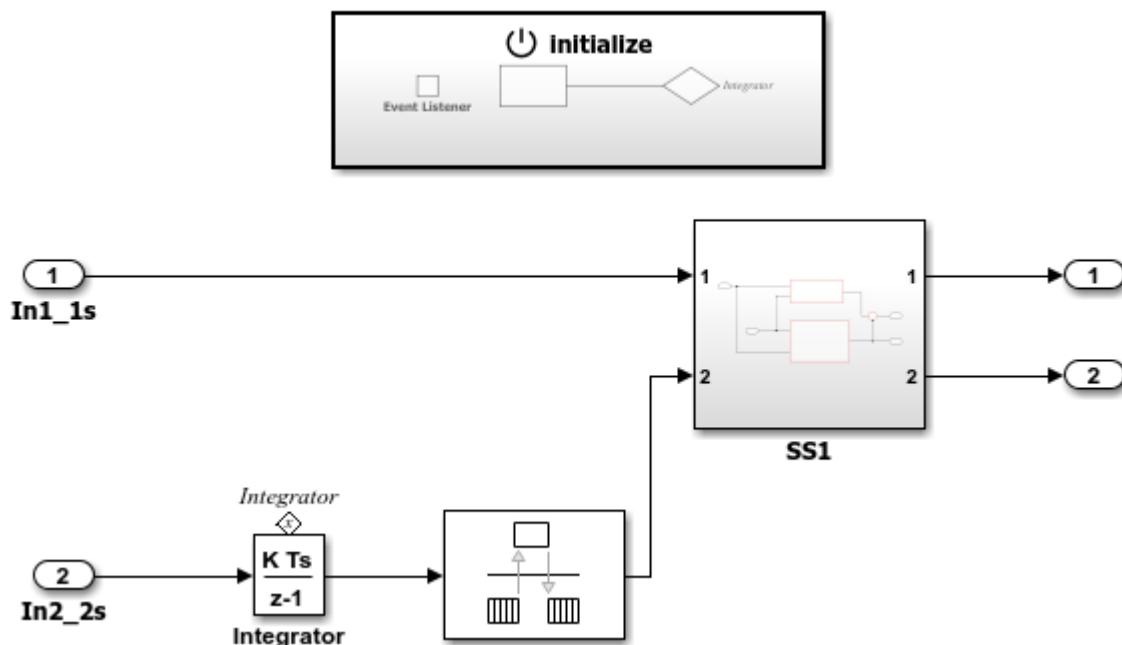 initialize
Event Listener
Integrator
1
In1_1s
1
2
1
2
SS1
1
2
Integrator
x
2
In2_2s
K Ts
z-1
Integrator